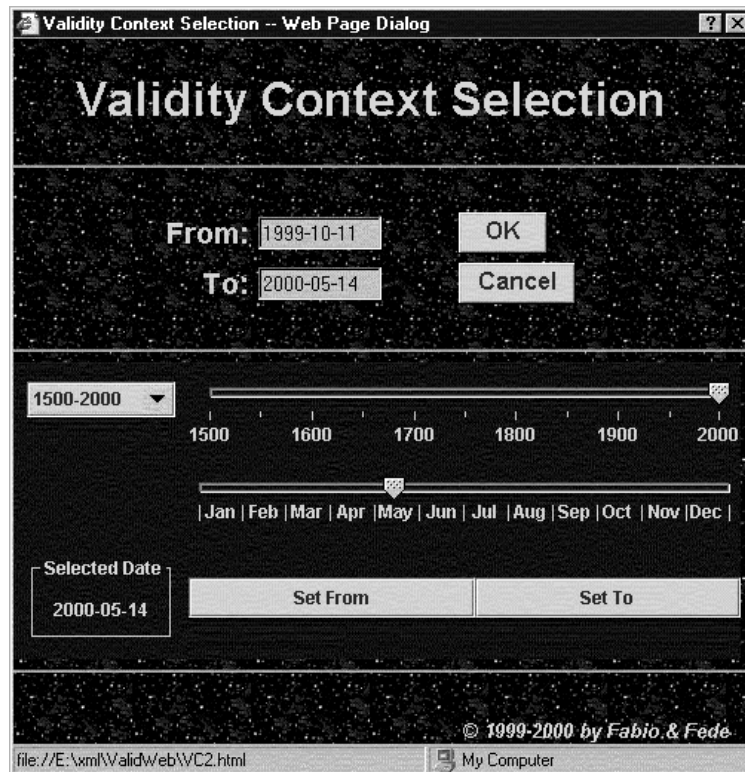 Validity Context Selection -- Web Page Dialog
Validity Context Selection
From: 1999-10-11 OK
To: 2000-05-14 Cancel
1500-2000
1500 1600 1700 1800 1900 2000
|Jan |Feb |Mar | Apr |May | Jun | Jul |Aug |Sep |Oct | Nov |Dec |
Selected Date
2000-05-14 Set From Set To
© 1999-2000 by Fabio & Fede
file://E:\xml\ValidWeb\VC2.html My Computer